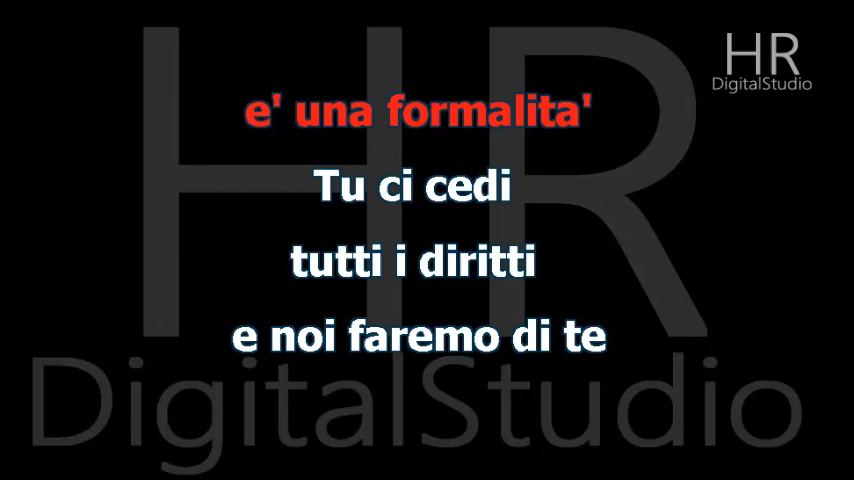 HR
DigitalStudio
e' una formalita'
Tu ci cedi
tutti i diritti
e noi faremo di te
HR
DigitalStudio